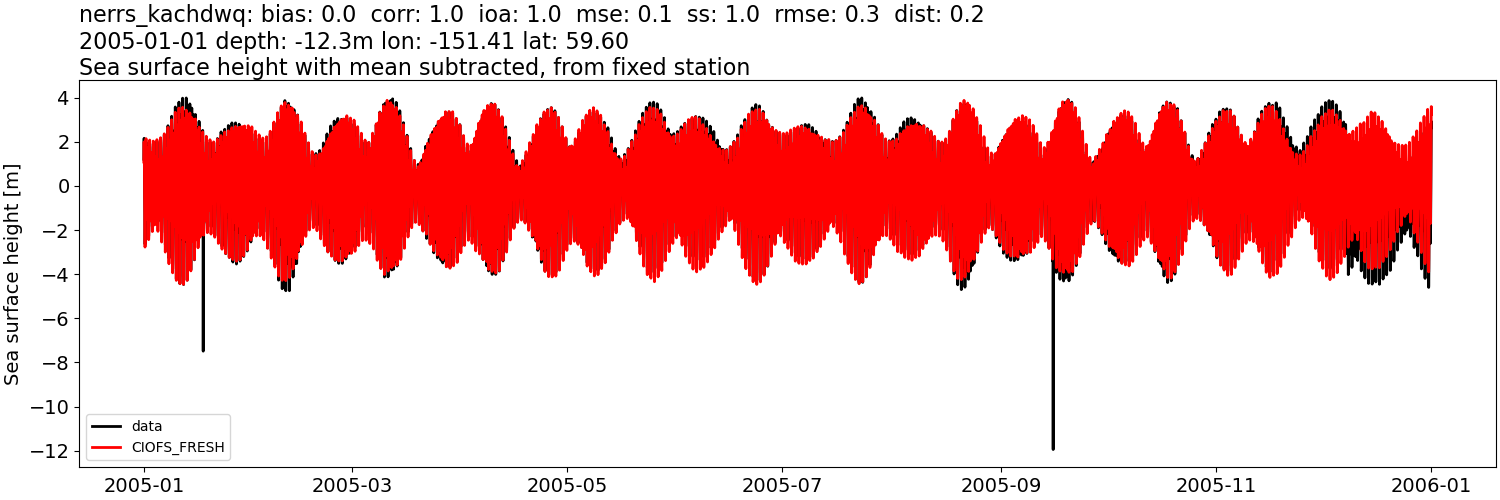 nerrs_kachdwq: bias: 0.0 corr: 1.0 ioa: 1.0 mse: 0.1 ss: 1.0 rmse: 0.3 dist: 0.2
2005-01-01 depth: -12.3m lon: -151.41 lat: 59.60
Sea surface height with mean subtracted, from fixed station
Sea surface height [m]
4
2
0
−2
−4
−6
−8
−10
−12
data
CIOFS_FRESH
2005-01 2005-03 2005-05 2005-07 2005-09 2005-11 2006-01